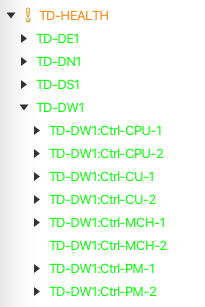 TD-HEALTH
TD-DE1
TD-DN1
TD-DS1
TD-DW1
TD-DW1:Ctrl-CPU-1
TD-DW1:Ctrl-CPU-2
TD-DW1:Ctrl-CU-1
TD-DW1:Ctrl-CU-2
TD-DW1:Ctrl-MCH-1
TD-DW1:Ctrl-MCH-2
TD-DW1:Ctrl-PM-1
TD-DW1:Ctrl-PM-2